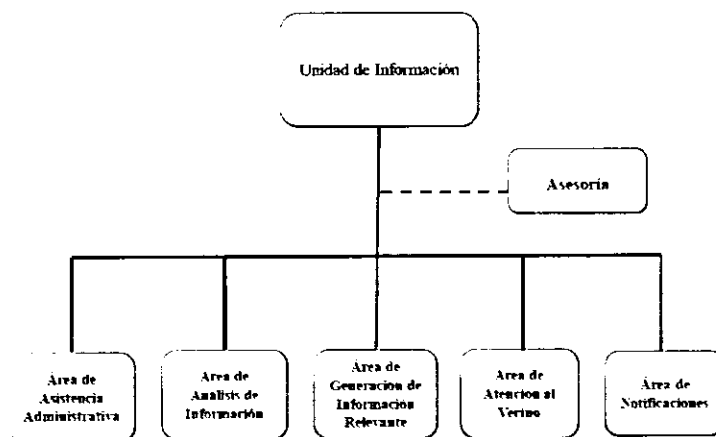 Unidad de Información
Asesoría
Área de
Asistencia
Administrativa
Área de
Análisis de
Información
Área de
Generación de
Información
Relevante
Área de
Atención al
Vecino
Área de
Notificaciones